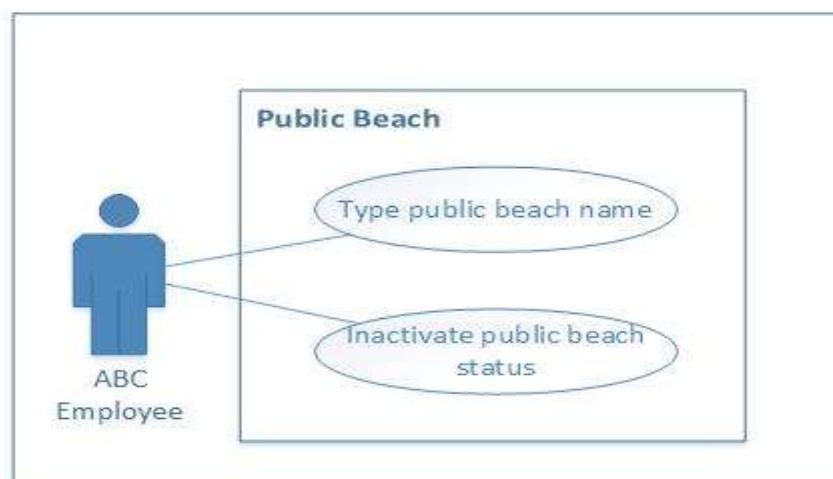 Public Beach
Type public beach name
Inactivate public beach
status
ABC
Employee